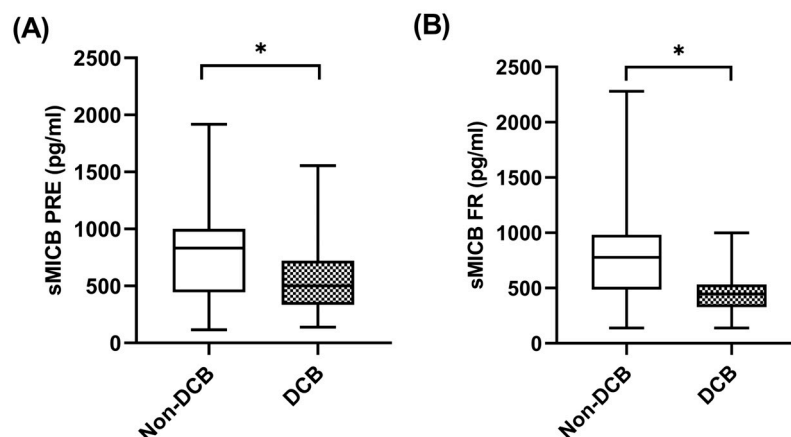 (A)
*
sMICB PRE (pg/ml)
2500
2000
1500
1000
500
0
Non-DCB
DCB
(B)
*
sMICB FR (pg/ml)
2500
2000
1500
1000
500
0
Non-DCB
DCB